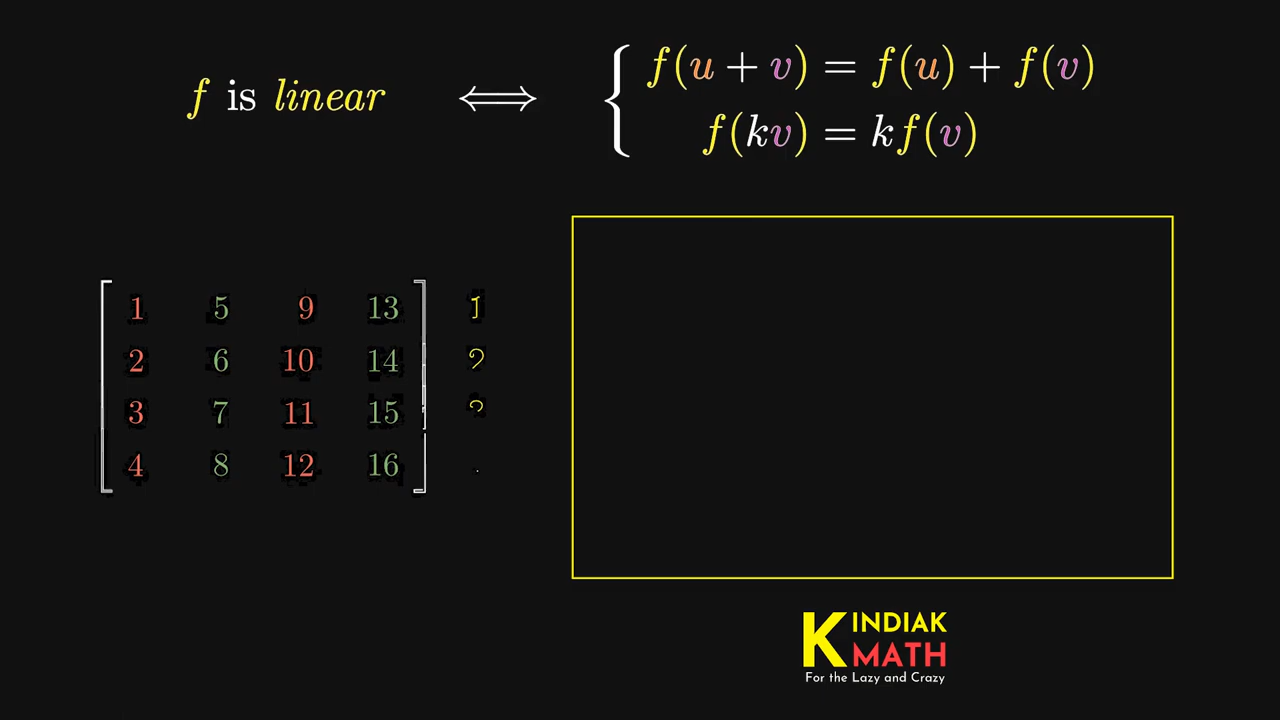 f is linear ⟺ { f(u + v) = f(u) + f(v)
f(kv) = kf(v)
1 5 9 13
2 6 10 14
3 7 11 15
4 8 12 16
KINDIAK
MATH
For the Lazy and Crazy